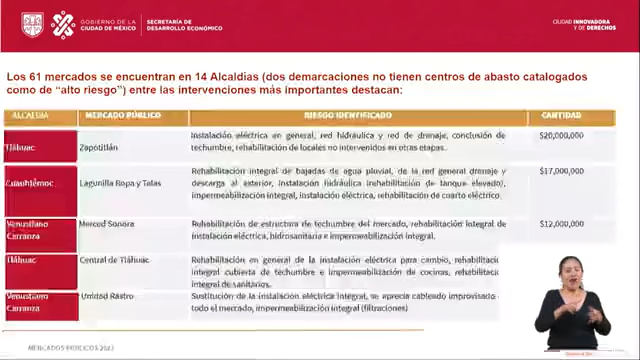 GOBIERNO DE LA
CIUDAD DE MÉXICO
SECRETARÍA DE
DESARROLLO ECONÓMICO
CIUDAD INNOVADORA
Y DE DERECHOS
Los 61 mercados se encuentran en 14 Alcaldías (dos demarcaciones no tienen centros de abasto catalogados
como de “alto riesgo”) entre las intervenciones más importantes destacan:
ALCALDÍA MERCADO PÚBLICO RIESGO IDENTIFICADO CANTIDAD
Tláhuac Zapotitlán Instalación eléctrica en general, red hidráulica y red de drenaje, conclusión de $20,000,000
techumbre, rehabilitación de locales no intervenidos en otras etapas.
Cuauhtémoc Lagunilla Ropa y Telas Rehabilitación integral de bajadas de agua pluvial, de la red general drenaje y $17,000,000
descarga al exterior, instalación hidráulica (rehabilitación de tanque elevado),
impermeabilización integral, instalación eléctrica, rehabilitación de cuarto eléctrico.
Venustiano Merced Sonora Rehabilitación de estructura de techumbre del mercado, rehabilitación integral de $12,000,000
Carranza instalación eléctrica, hidrosanitaria e impermeabilización integral.
Tláhuac Central de Tláhuac Rehabilitación en general de la instalación eléctrica para cambio, rehabilitació
integral cubierta de techumbre e impermeabilización de cocinas, rehabilitació
integral de sanitarios.
Venustiano Unidad Rastro Sustitución de la instalación eléctrica integral, se aprecia cableado improvisado
Carranza todo el mercado, impermeabilización integral (filtraciones)
MERCADOS PÚBLICOS 2023